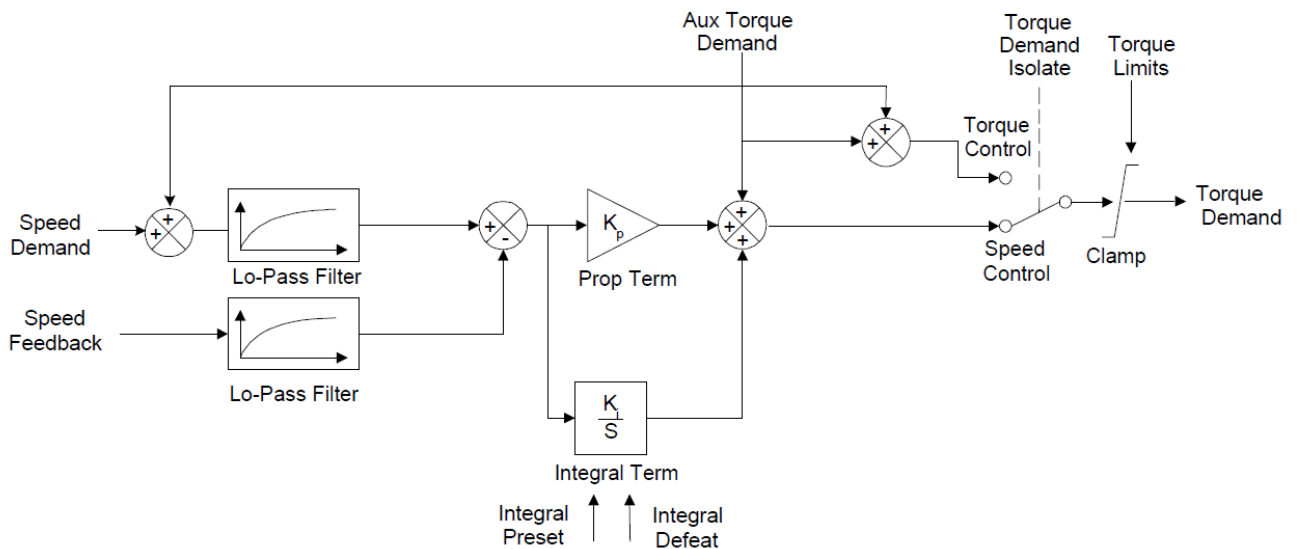 Aux Torque
Demand
Torque
Demand
Isolate
Torque
Limits
+
+
Torque
Control
Speed
Demand
+
+
+
-
K p
+
+
+
Torque
Demand
Lo-Pass Filter
Prop Term
Speed
Control
Clamp
Speed
Feedback
Lo-Pass Filter
K i
S
Integral Term
Integral
Preset
Integral
Defeat